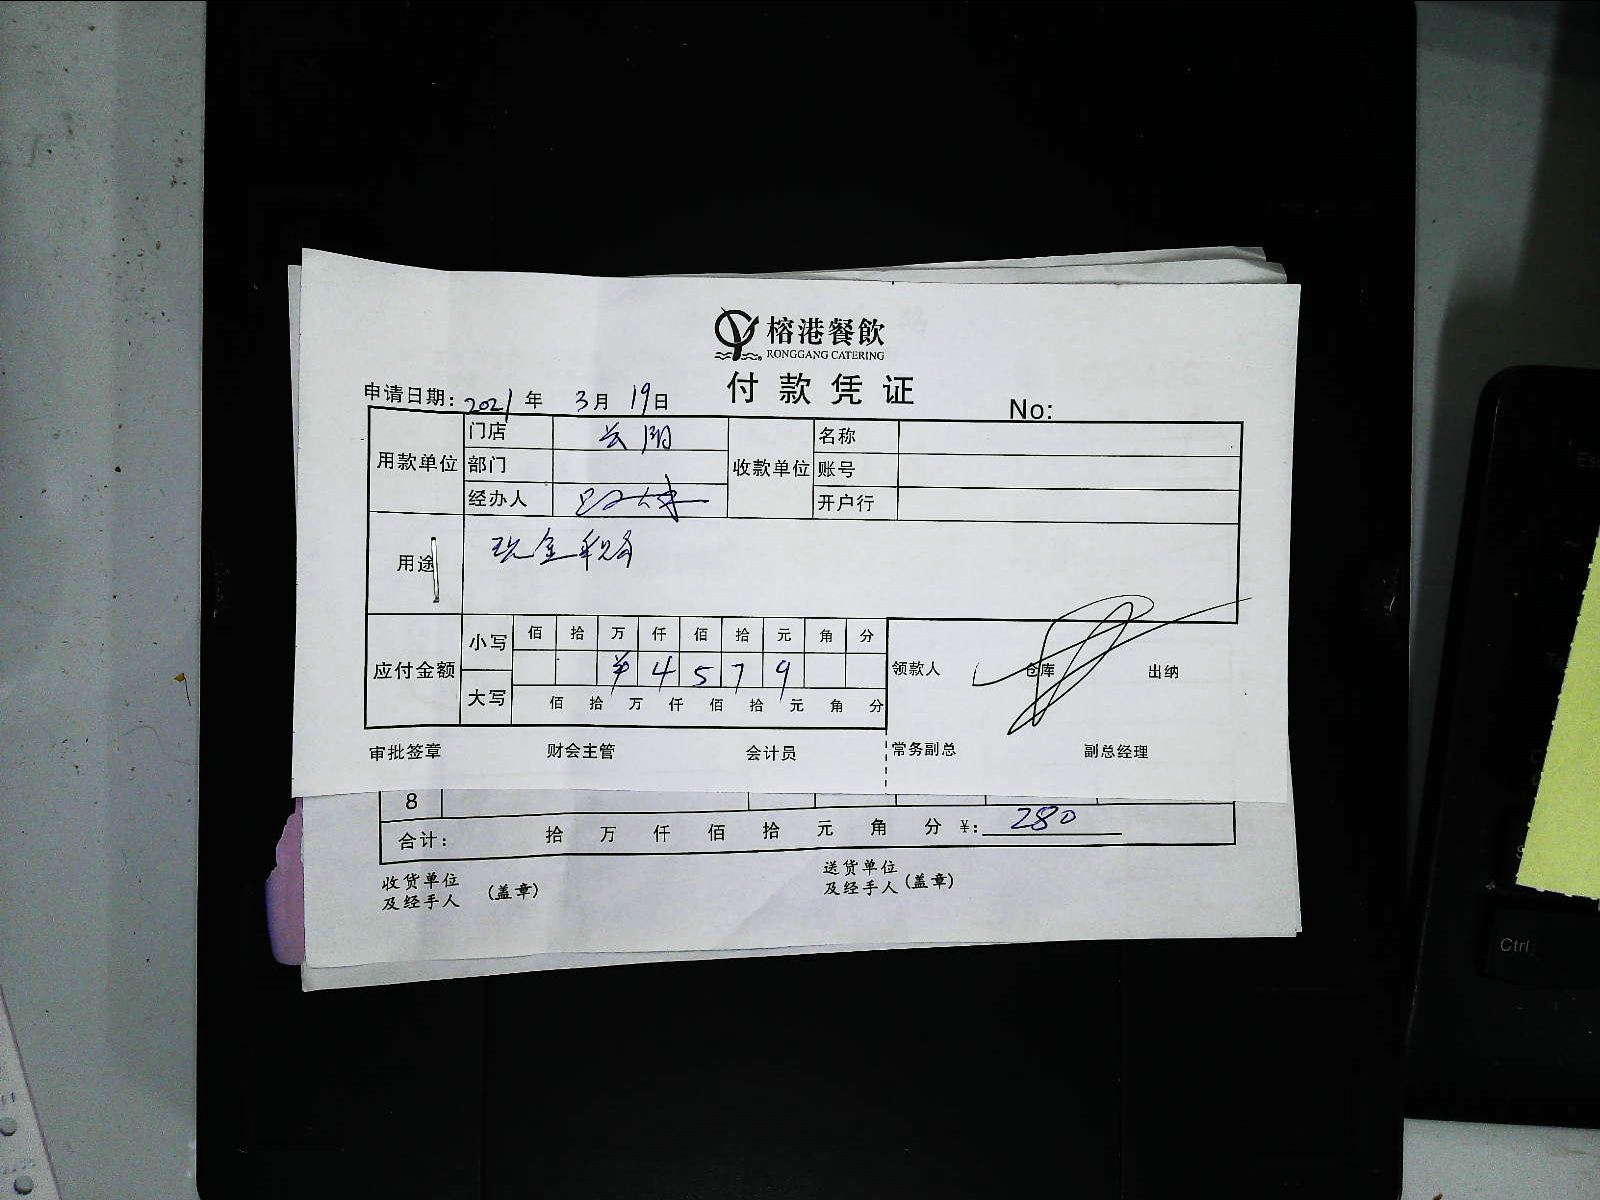 榕港餐飲
RONGGANG CATERING
付款凭证
申请日期: 2021 年 3 月 19 日
No:
用款单位 门店 收款单位 名称
部门 账号
经办人 开户行
用途 现金税务
应付金额 小写 佰 拾 万 仟 佰 拾 元 角 分
¥ 4 5 7 9
大写 佰 拾 万 仟 佰 拾 元 角 分
领款人 仓库 出纳
审批签章 财会主管 会计员 常务副总 副总经理
8
合计: 拾 万 仟 佰 拾 元 角 分 ¥: 280
收货单位
及经手人 (盖章)
送货单位
及经手人 (盖章)
Ctrl